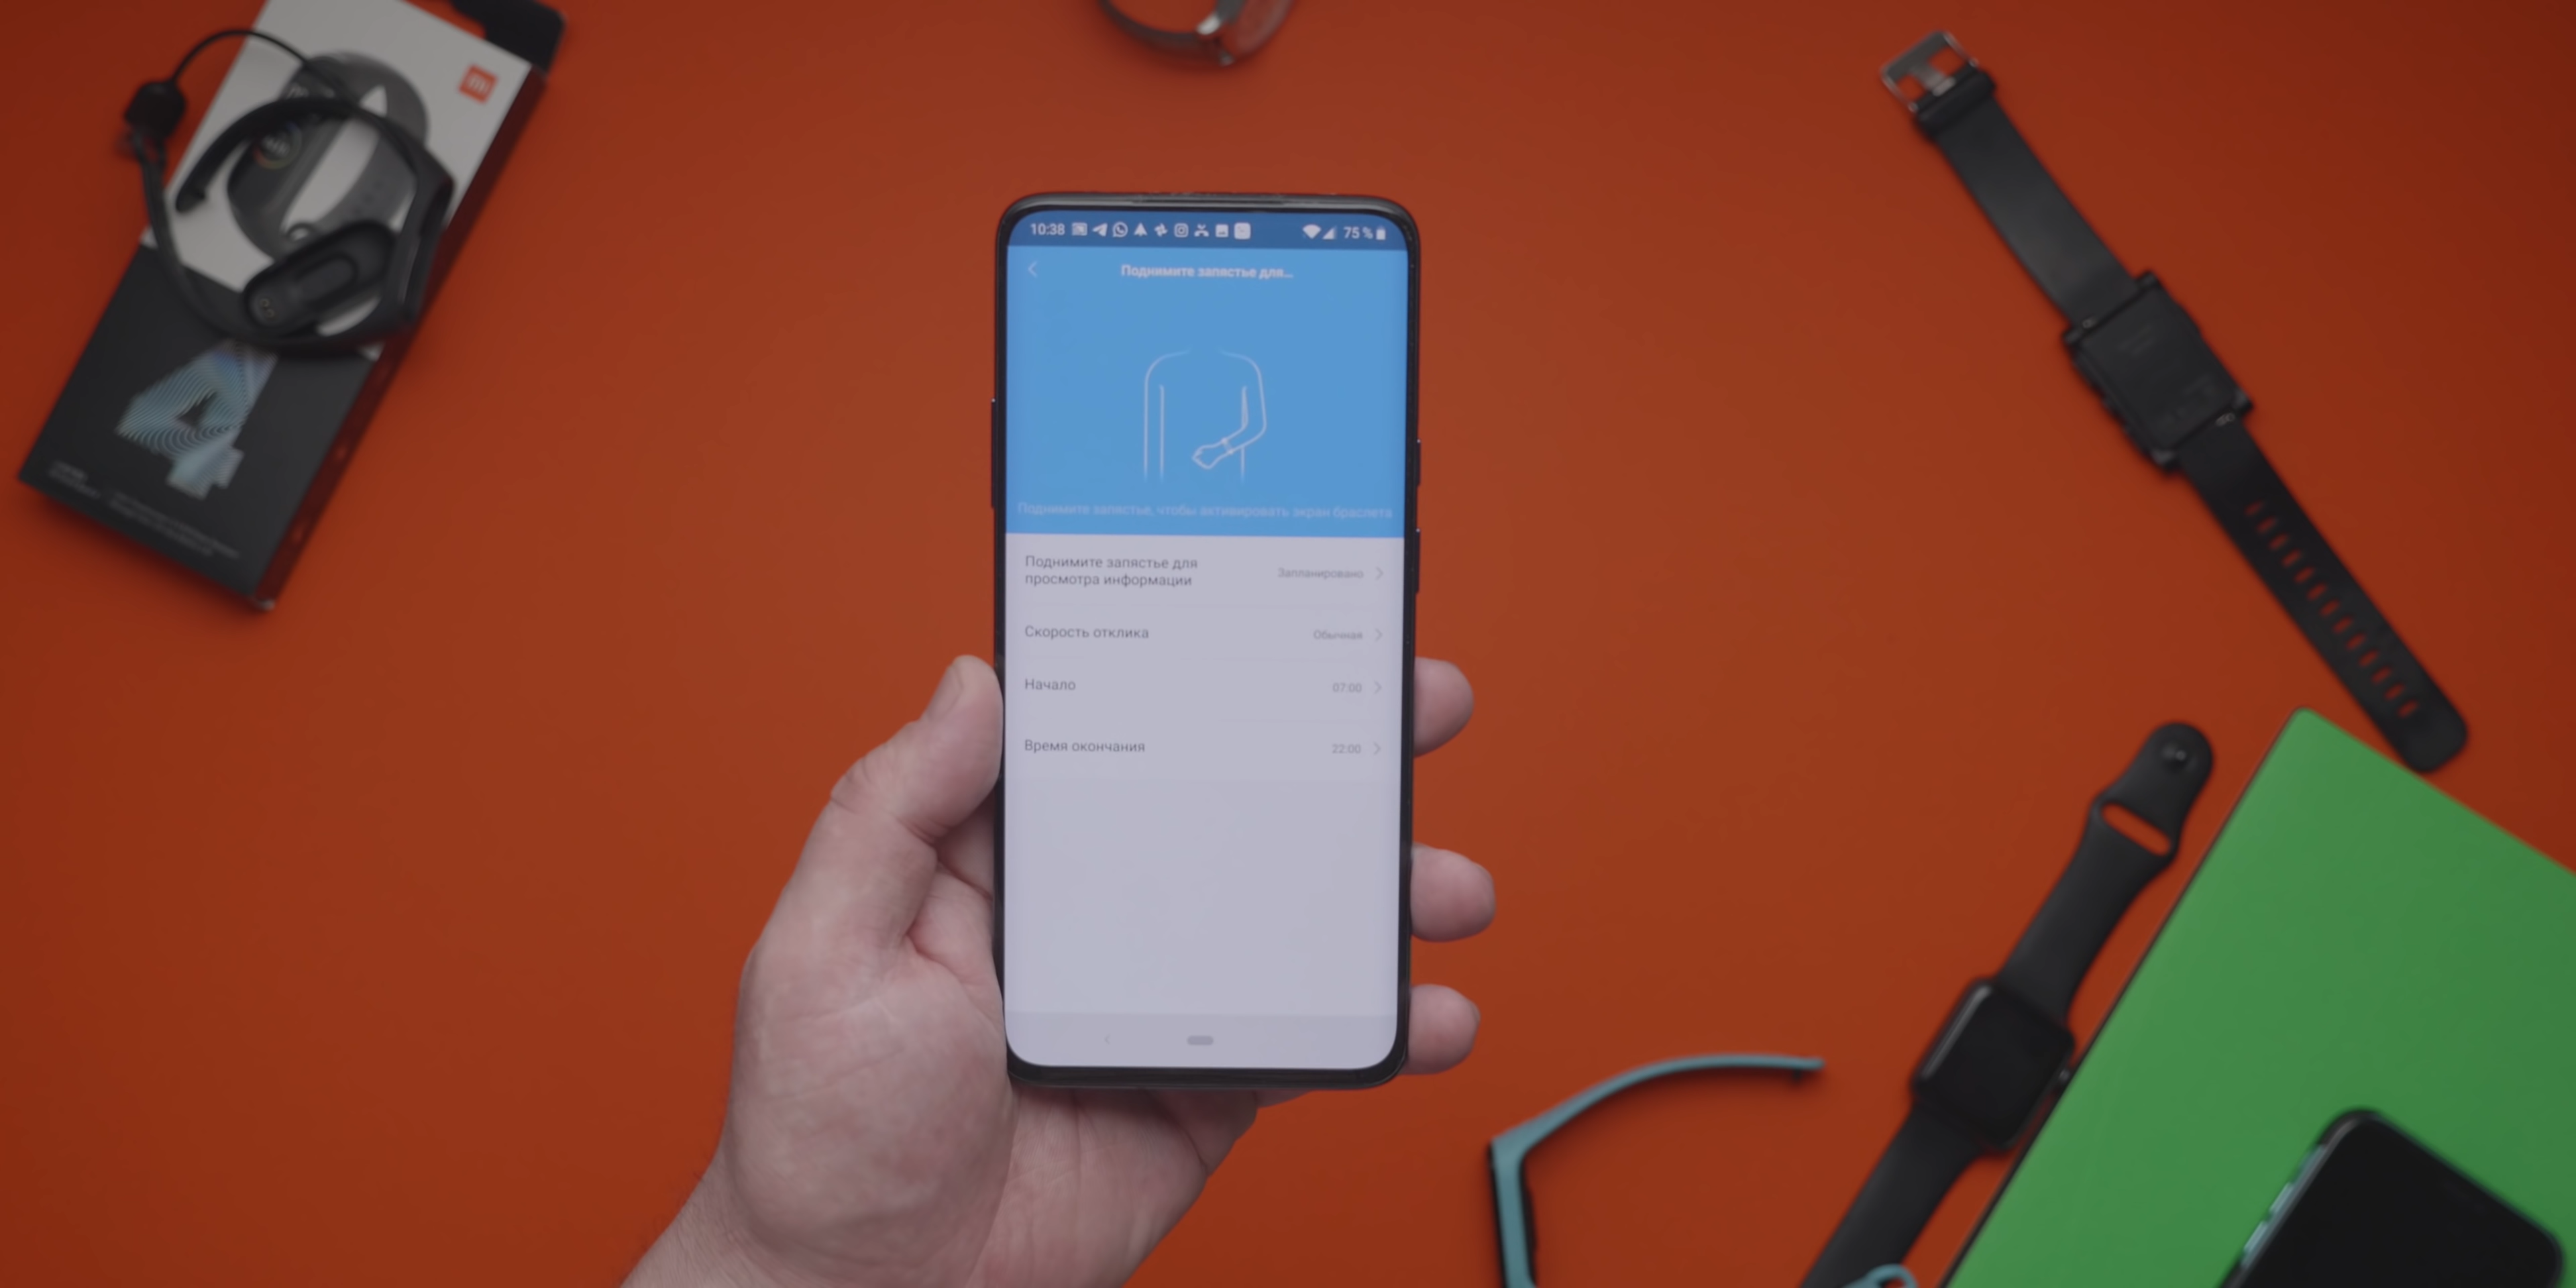 mi
4
10:38
75 %
Поднимите запястье для...
Поднимите запястье, чтобы активировать экран браслета
Поднимите запястье для
просмотра информации
Запланировано
Скорость отклика
Обычная
Начало
07:00
Время окончания
22:00